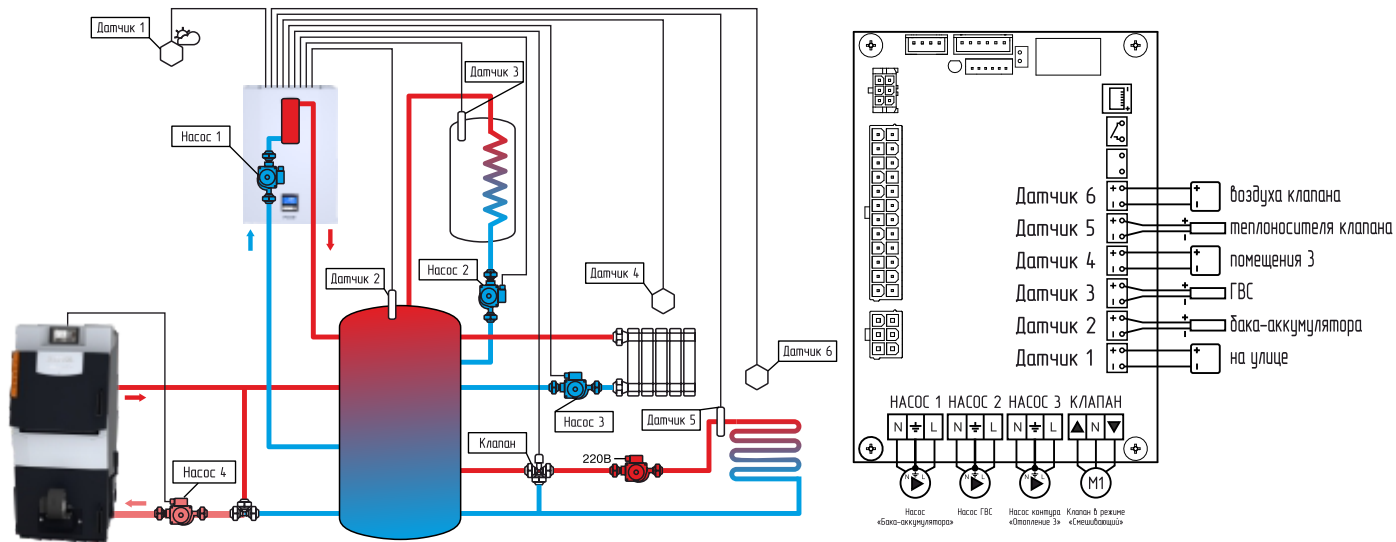 Датчик 1
Датчик 3
Насос 1
Насос 2
Датчик 4
Датчик 2
Датчик 6
Датчик 5
Насос 3
Клапан
220В
Насос 4
Датчик 6 воздуха клапана
Датчик 5 теплоносителя клапана
Датчик 4 помещения 3
Датчик 3 ГВС
Датчик 2 бака-аккумулятора
Датчик 1 на улице
НАСОС 1 НАСОС 2 НАСОС 3 КЛАПАН
N L N L N L N
N L N L N L M1
Насос «Бака-аккумулятора»
Насос ГВС
Насос контура «Отопление 3»
Клапан в режиме «Смешивающий»